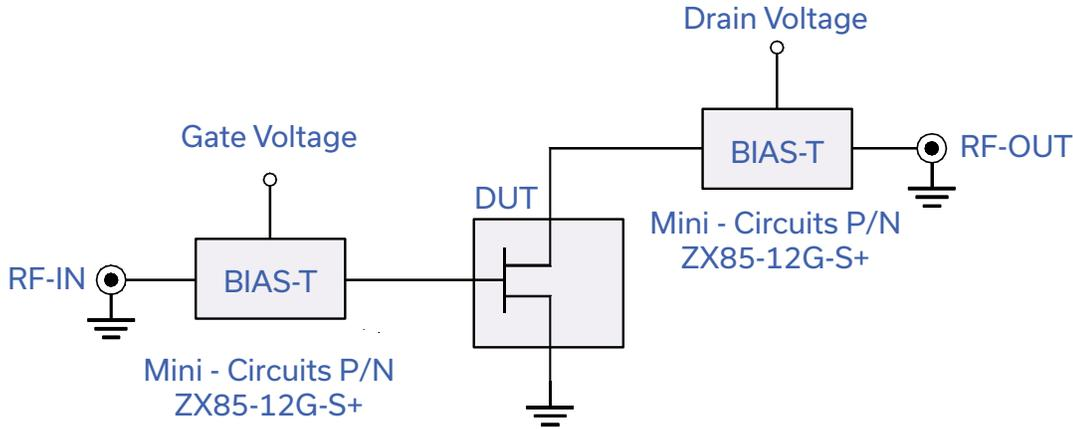 Drain Voltage
Gate Voltage
BIAS-T
RF-OUT
DUT
Mini - Circuits P/N
ZX85-12G-S+
RF-IN
BIAS-T
Mini - Circuits P/N
ZX85-12G-S+